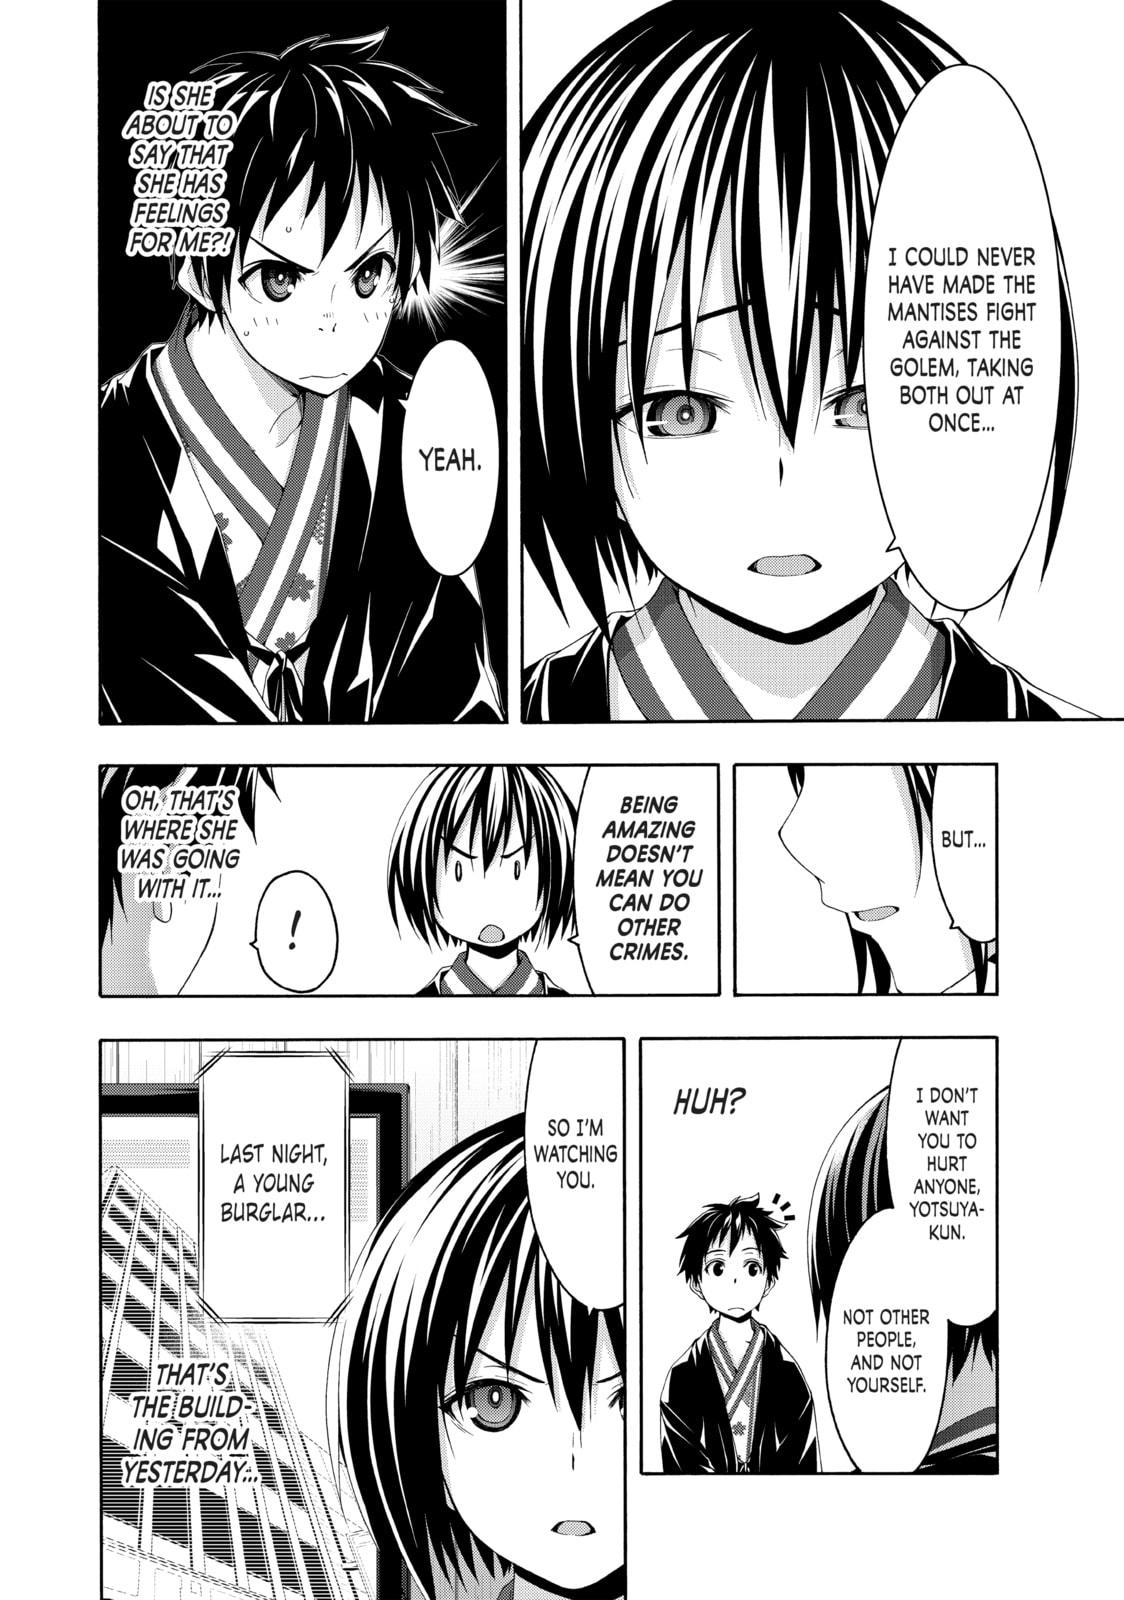 I COULD NEVER
HAVE MADE THE
MANTISES FIGHT
AGAINST THE
GOLEM, TAKING
BOTH OUT AT
ONCE...
IS SHE
ABOUT TO
SAY THAT
SHE HAS
FEELINGS
FOR ME?!
YEAH.
BUT...
BEING
AMAZING
DOESN'T
MEAN YOU
CAN DO
OTHER
CRIMES.
!
OH, THAT'S
WHERE SHE
WAS GOING
WITH IT...
I DON'T
WANT
YOU TO
HURT
ANYONE,
YOTSUYA-
KUN.
NOT OTHER
PEOPLE,
AND NOT
YOURSELF.
HUH?
SO I'M
WATCHING
YOU.
LAST NIGHT,
A YOUNG
BURGLAR...
THAT'S
THE BUILD-
ING FROM
YESTERDAY...